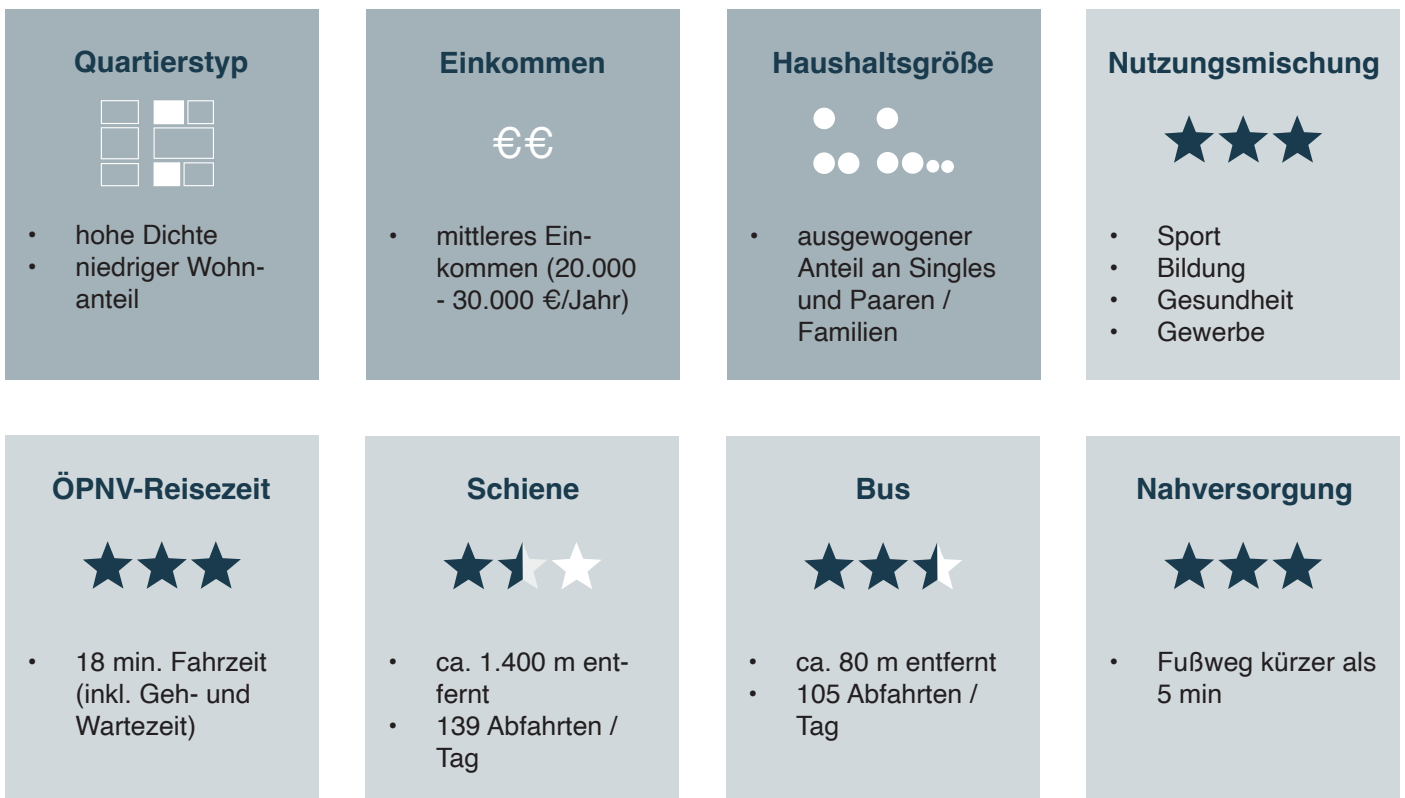 Quartierstyp
hohe Dichte
niedriger Wohn-
anteil
Einkommen
€€
mittleres Ein-
kommen (20.000
- 30.000 €/Jahr)
Haushaltsgröße
ausgewogener
Anteil an Singles
und Paaren /
Familien
Nutzungsmischung
Sport
Bildung
Gesundheit
Gewerbe
ÖPNV-Reisezeit
18 min. Fahrzeit
(inkl. Geh- und
Wartezeit)
Schiene
ca. 1.400 m ent-
fernt
139 Abfahrten /
Tag
Bus
ca. 80 m entfernt
105 Abfahrten /
Tag
Nahversorgung
Fußweg kürzer als
5 min